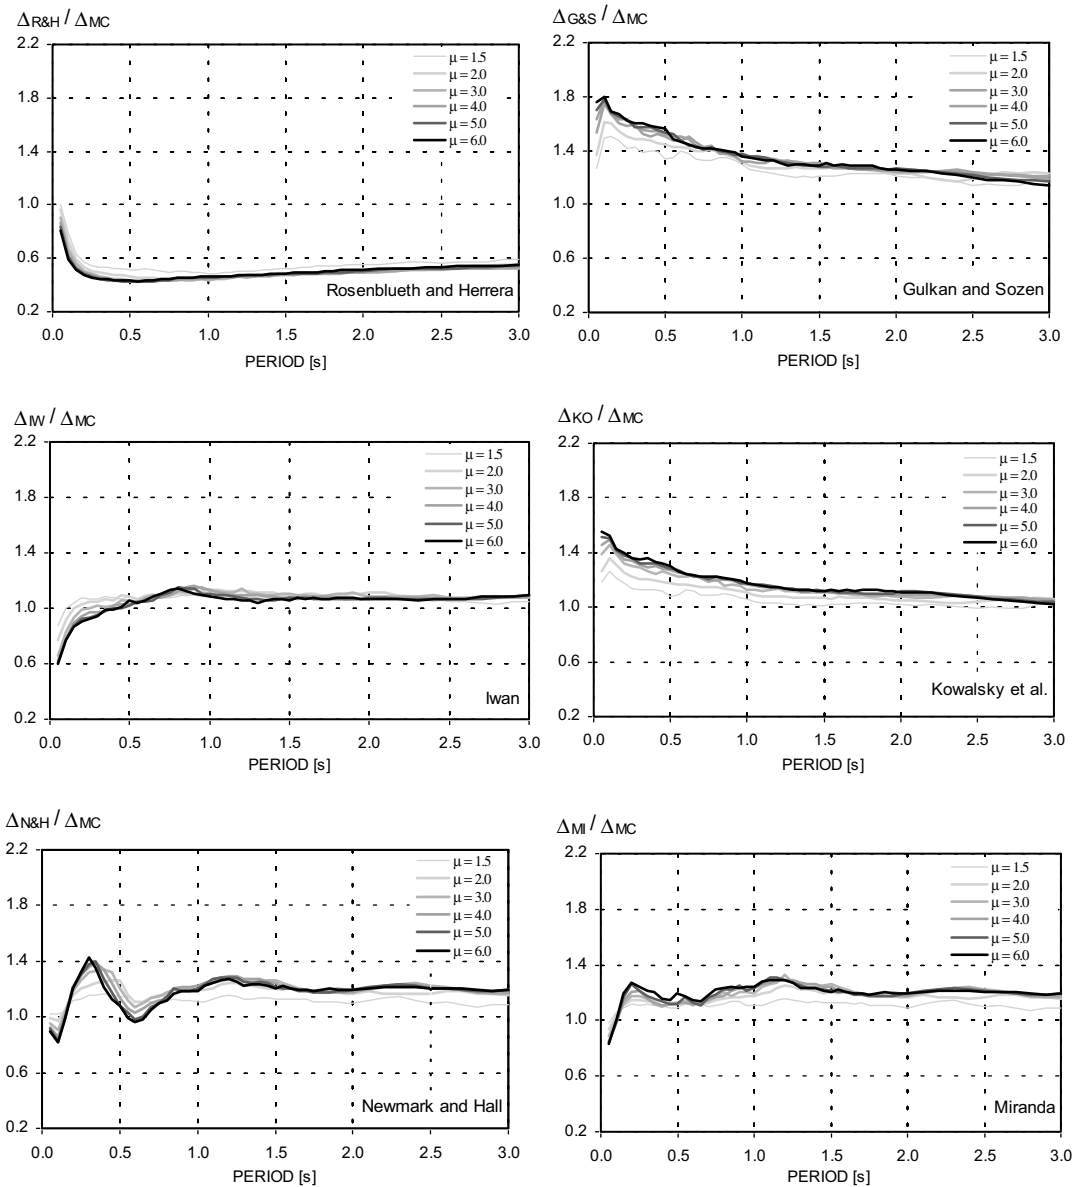 ΔR&H / ΔMC
2.2
1.8
1.4
1.0
0.6
0.2
μ = 1.5
μ = 2.0
μ = 3.0
μ = 4.0
μ = 5.0
μ = 6.0
Rosenblueth and Herrera
0.0 0.5 1.0 1.5 2.0 2.5 3.0
PERIOD [s]
ΔG&S / ΔMC
2.2
1.8
1.4
1.0
0.6
0.2
μ = 1.5
μ = 2.0
μ = 3.0
μ = 4.0
μ = 5.0
μ = 6.0
Gulkan and Sozen
0.0 0.5 1.0 1.5 2.0 2.5 3.0
PERIOD [s]
ΔIW / ΔMC
2.2
1.8
1.4
1.0
0.6
0.2
μ = 1.5
μ = 2.0
μ = 3.0
μ = 4.0
μ = 5.0
μ = 6.0
Iwan
0.0 0.5 1.0 1.5 2.0 2.5 3.0
PERIOD [s]
ΔKO / ΔMC
2.2
1.8
1.4
1.0
0.6
0.2
μ = 1.5
μ = 2.0
μ = 3.0
μ = 4.0
μ = 5.0
μ = 6.0
Kowalsky et al.
0.0 0.5 1.0 1.5 2.0 2.5 3.0
PERIOD [s]
ΔN&H / ΔMC
2.2
1.8
1.4
1.0
0.6
0.2
μ = 1.5
μ = 2.0
μ = 3.0
μ = 4.0
μ = 5.0
μ = 6.0
Newmark and Hall
0.0 0.5 1.0 1.5 2.0 2.5 3.0
PERIOD [s]
ΔMI / ΔMC
2.2
1.8
1.4
1.0
0.6
0.2
μ = 1.5
μ = 2.0
μ = 3.0
μ = 4.0
μ = 5.0
μ = 6.0
Miranda
0.0 0.5 1.0 1.5 2.0 2.5 3.0
PERIOD [s]